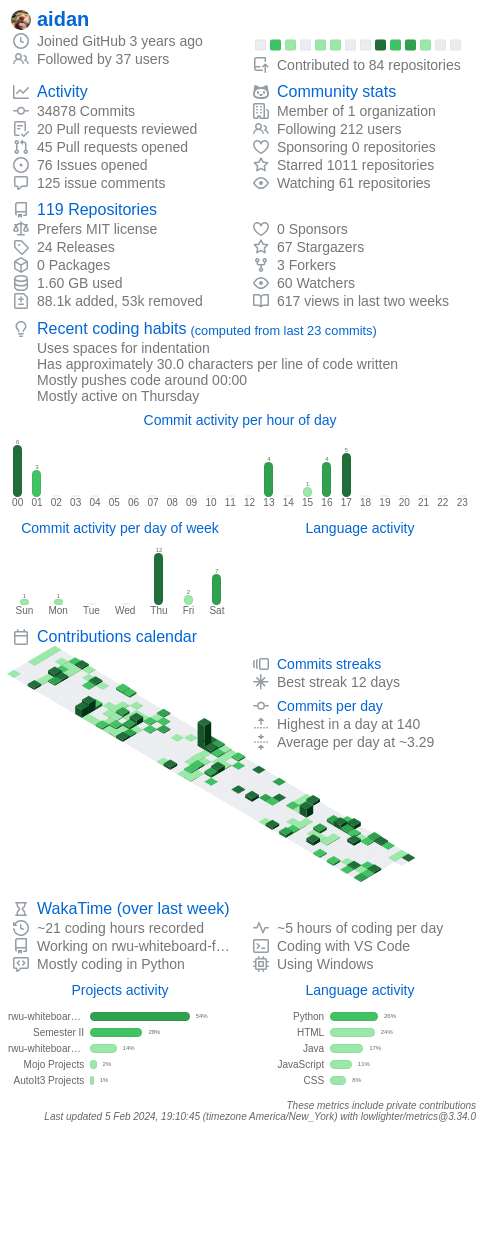 aidan
Joined GitHub 3 years ago
Followed by 37 users
Contributed to 84 repositories
Activity
34878 Commits
20 Pull requests reviewed
45 Pull requests opened
76 Issues opened
125 issue comments
Community stats
Member of 1 organization
Following 212 users
Sponsoring 0 repositories
Starred 1011 repositories
Watching 61 repositories
119 Repositories
Prefers MIT license
24 Releases
0 Packages
1.60 GB used
88.1k added, 53k removed
0 Sponsors
67 Stargazers
3 Forkers
60 Watchers
617 views in last two weeks
Recent coding habits (computed from last 23 commits)
Uses spaces for indentation
Has approximately 30.0 characters per line of code written
Mostly pushes code around 00:00
Mostly active on Thursday
Commit activity per hour of day
6 3 4 1 4 5
00 01 02 03 04 05 06 07 08 09 10 11 12 13 14 15 16 17 18 19 20 21 22 23
Commit activity per day of week
1 1 12 2 7
Sun Mon Tue Wed Thu Fri Sat
Language activity
Contributions calendar
Commits streaks
Best streak 12 days
Commits per day
Highest in a day at 140
Average per day at ~3.29
WakaTime (over last week)
~21 coding hours recorded
Working on rwu-whiteboard-f…
Mostly coding in Python
~5 hours of coding per day
Coding with VS Code
Using Windows
Projects activity
rwu-whiteboar… 54%
Semester II 28%
rwu-whiteboar… 14%
Mojo Projects 2%
AutoIt3 Projects 1%
Language activity
Python 26%
HTML 24%
Java 17%
JavaScript 11%
CSS 8%
These metrics include private contributions
Last updated 5 Feb 2024, 19:10:45 (timezone America/New_York) with lowlighter/metrics@3.34.0